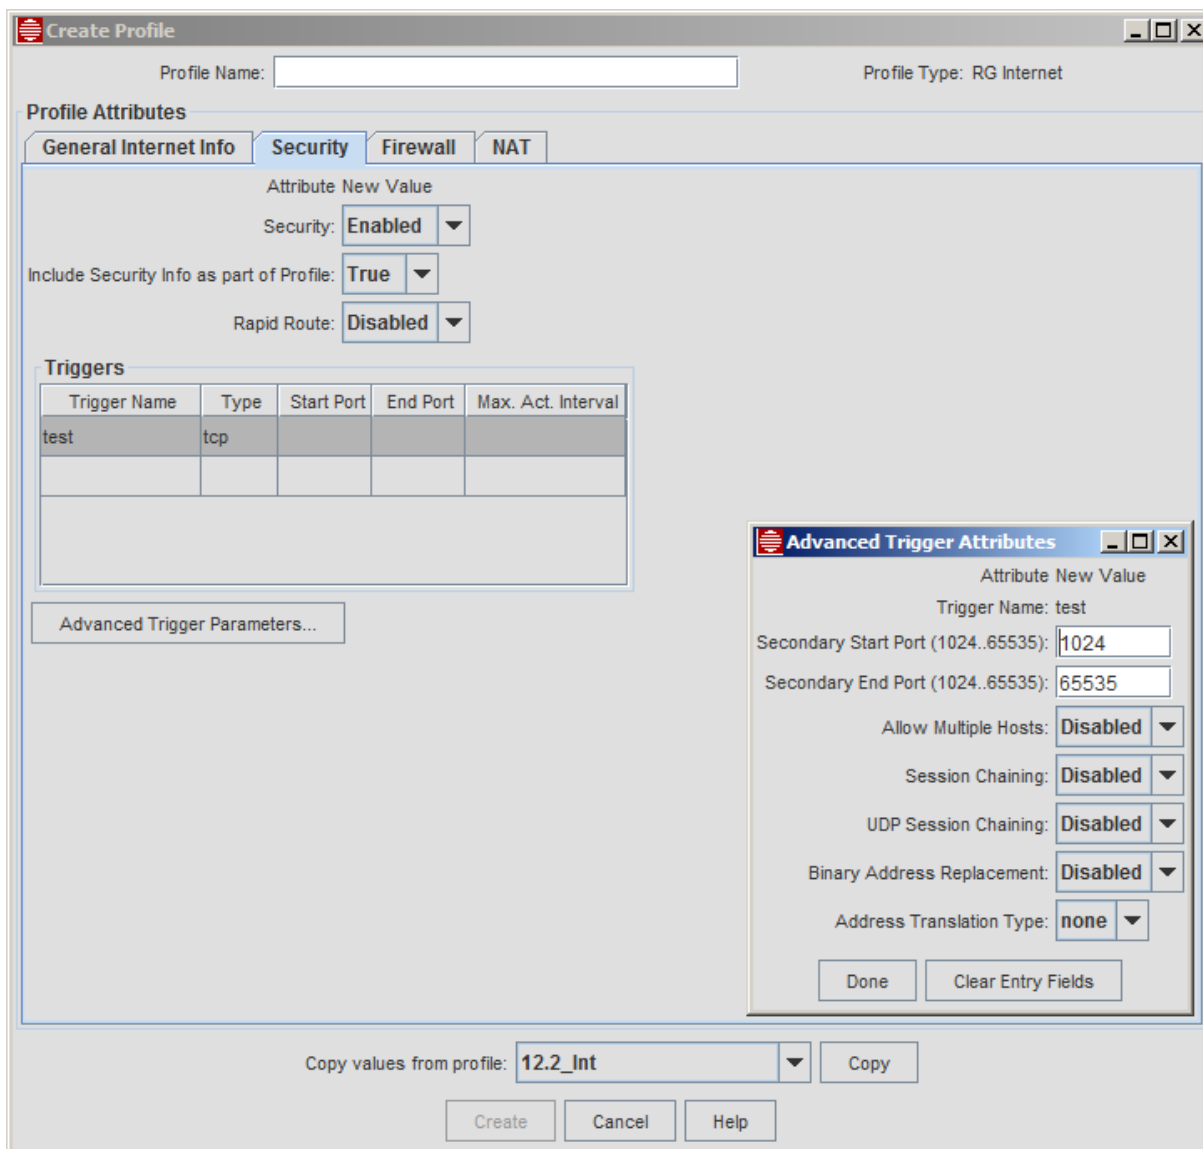 Create Profile
Profile Name: Profile Type: RG Internet
Profile Attributes
General Internet Info Security Firewall NAT
Attribute New Value
Security: Enabled
Include Security Info as part of Profile: True
Rapid Route: Disabled
Triggers
Trigger Name Type Start Port End Port Max. Act. Interval
test tcp
Advanced Trigger Parameters...
Advanced Trigger Attributes
Attribute New Value
Trigger Name: test
Secondary Start Port (1024..65535): 1024
Secondary End Port (1024..65535): 65535
Allow Multiple Hosts: Disabled
Session Chaining: Disabled
UDP Session Chaining: Disabled
Binary Address Replacement: Disabled
Address Translation Type: none
Done Clear Entry Fields
Copy values from profile: 12.2_Int Copy
Create Cancel Help